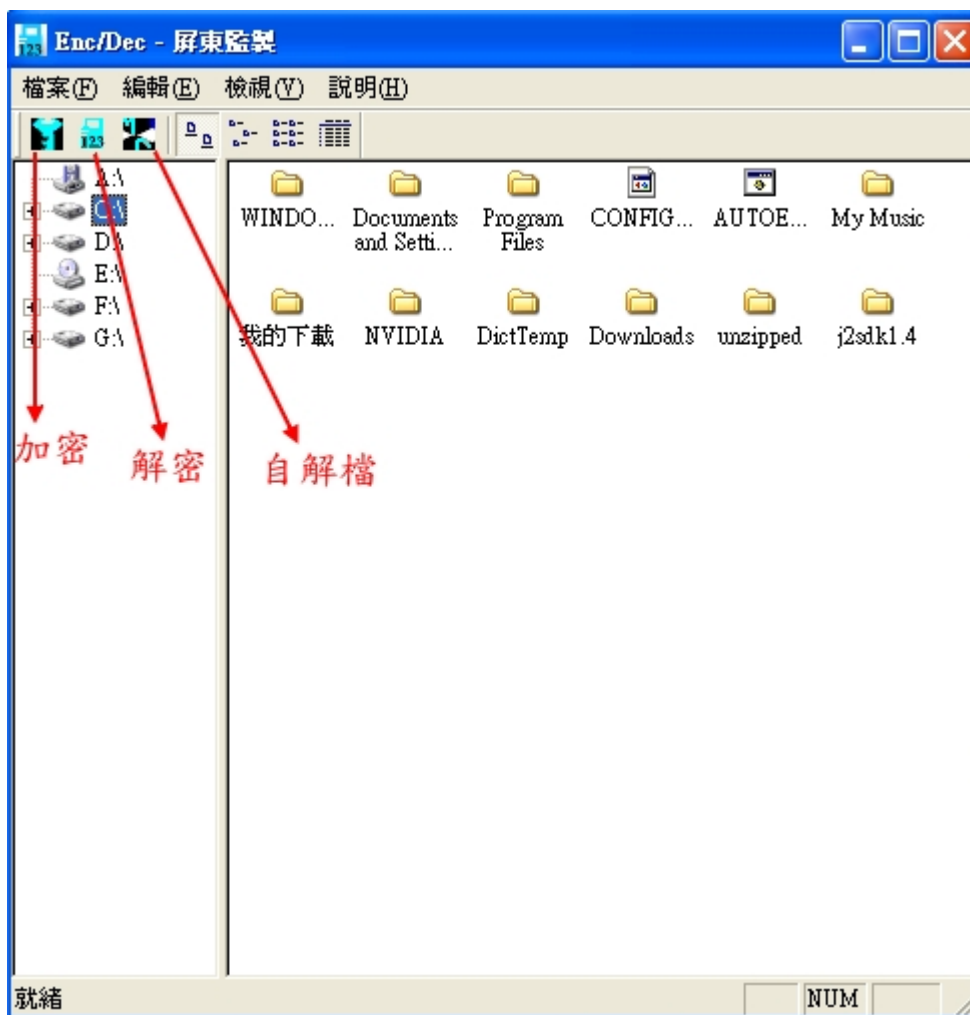 Enc/Dec - 屏東監製
檔案(F) 編輯(E) 檢視(V) 說明(H)
123
A:\
C:\
D:\
E:\
F:\
G:\
WINDO... Documents and Setti... Program Files CONFIG... AUTOE... My Music
我的下載 NVIDIA DictTemp Downloads unzipped j2sdk1.4
加密 解密 自解檔
就緒 NUM